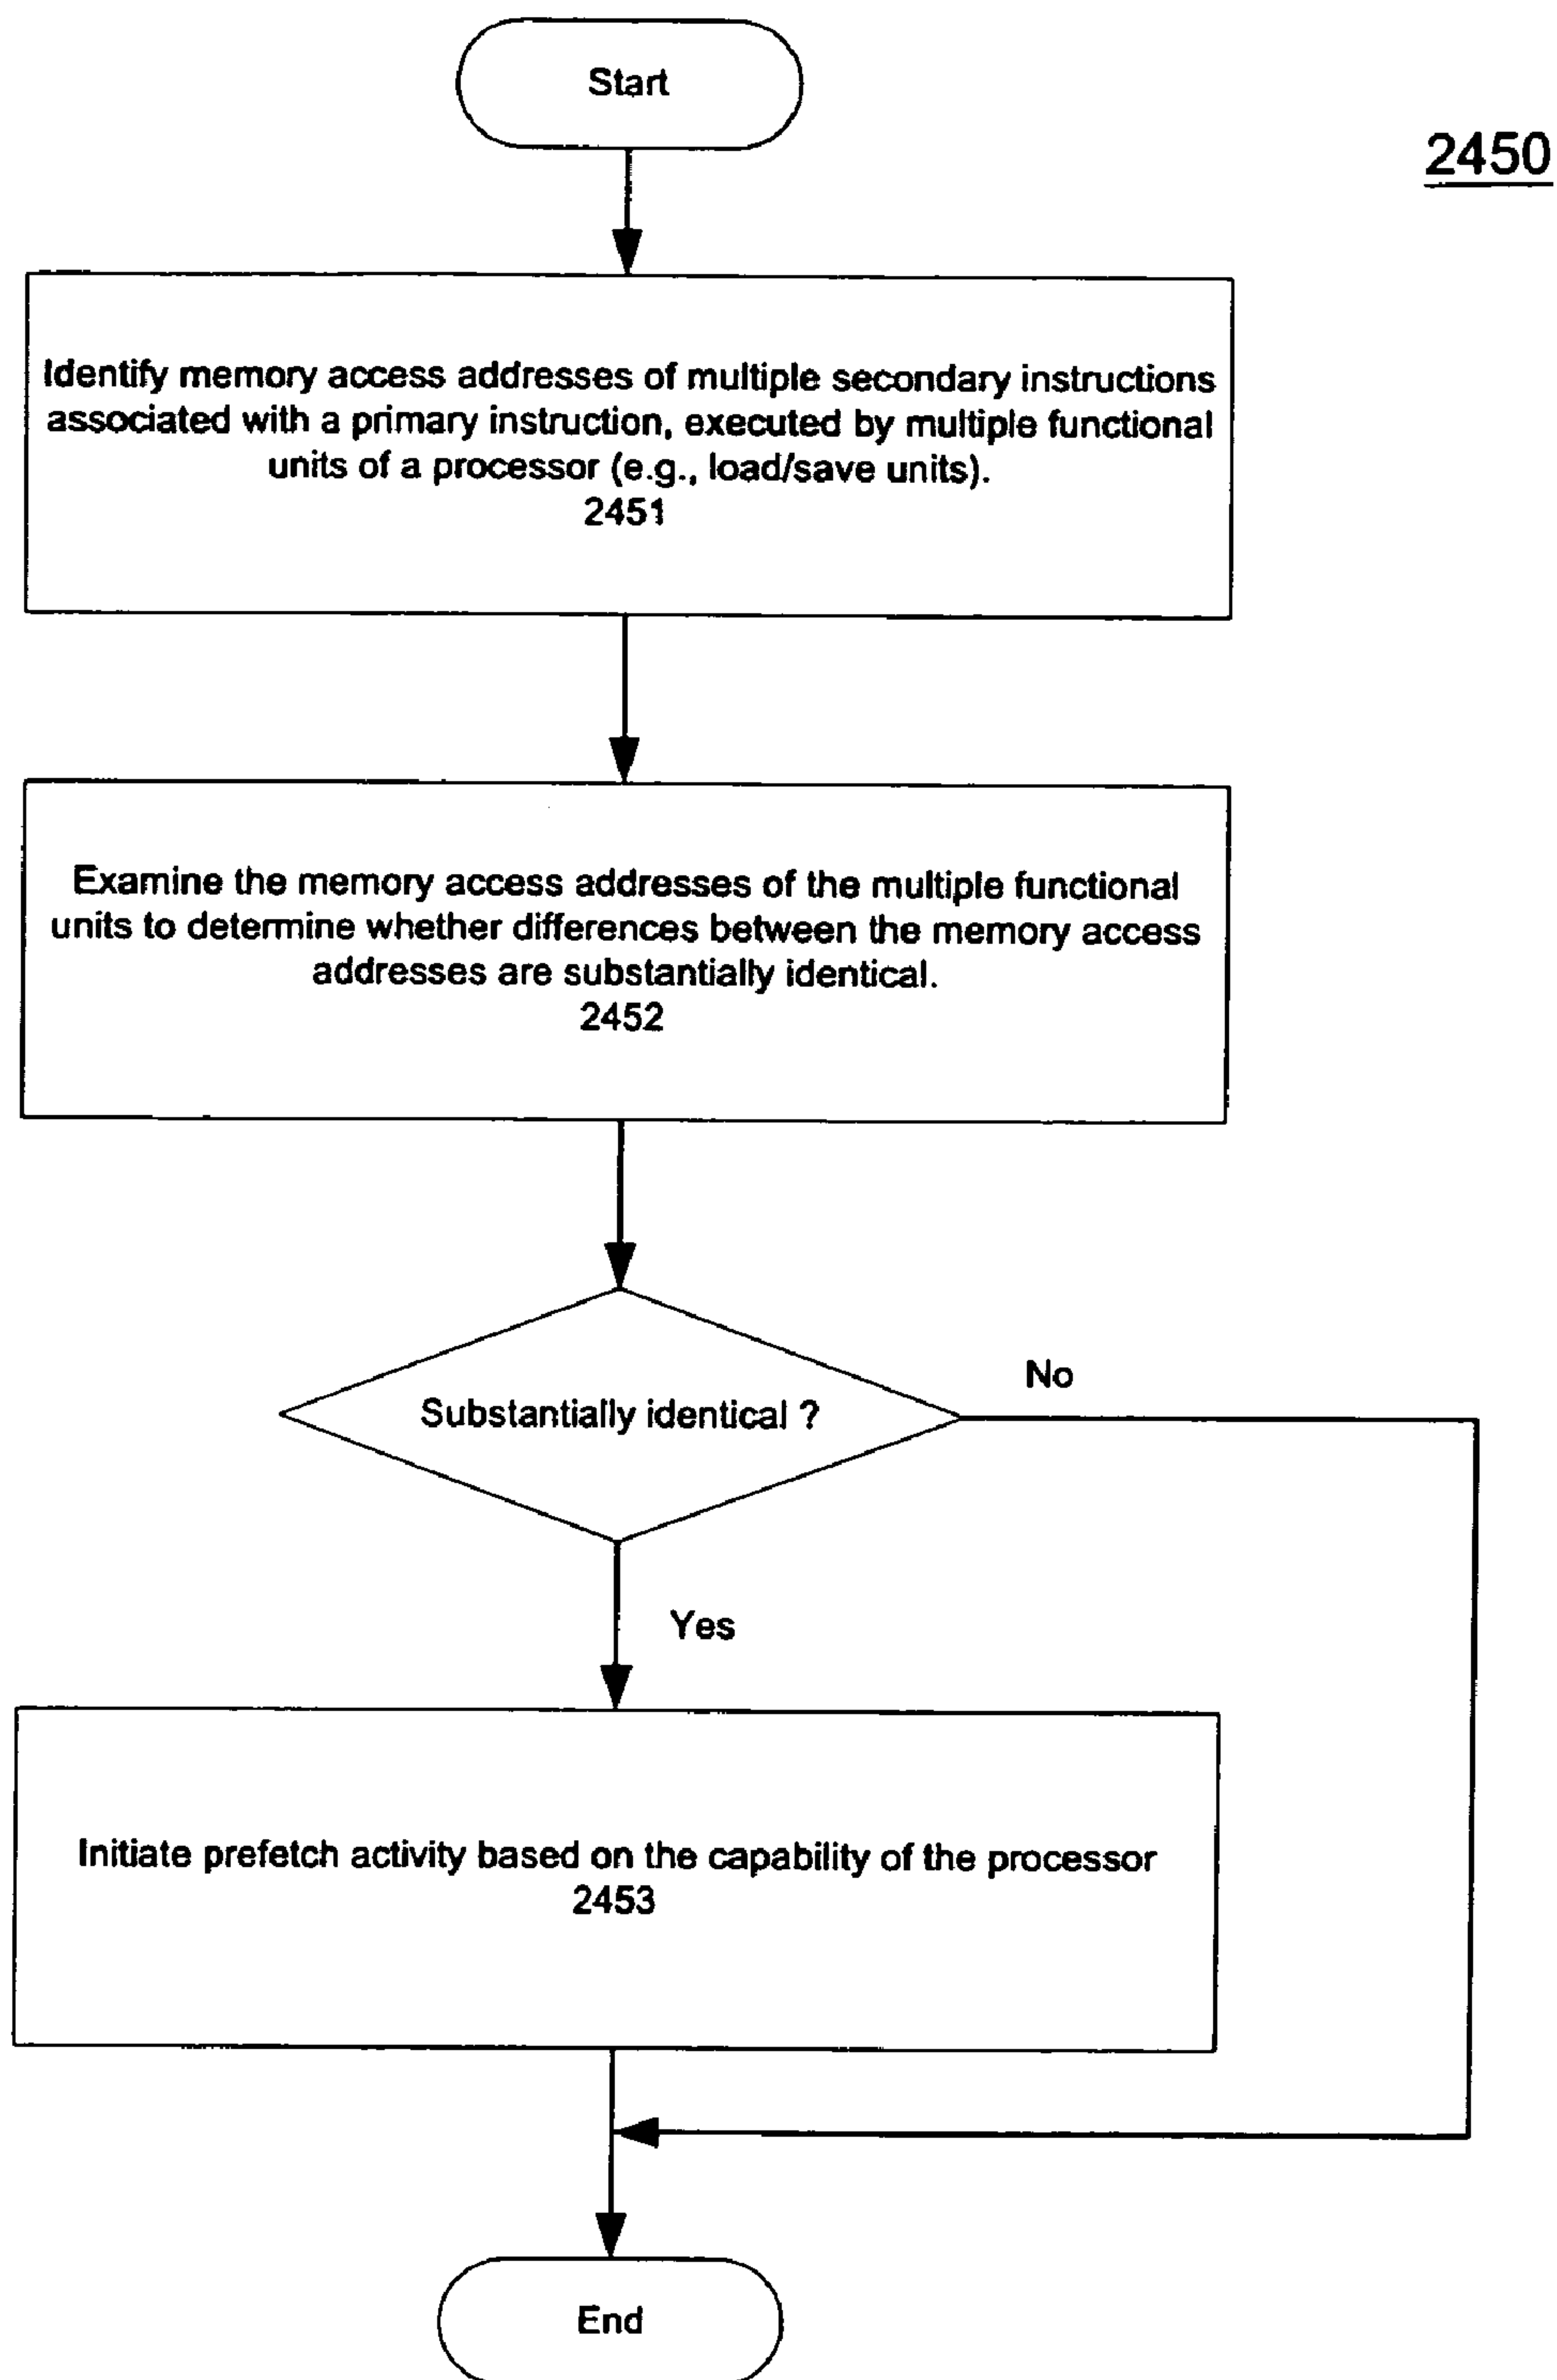 Start
2450
Identify memory access addresses of multiple secondary instructions
associated with a primary instruction, executed by multiple functional
units of a processor (e.g., load/save units).
2451
Examine the memory access addresses of the multiple functional
units to determine whether differences between the memory access
addresses are substantially identical.
2452
No
Substantially identical ?
Yes
Initiate prefetch activity based on the capability of the processor
2453
End